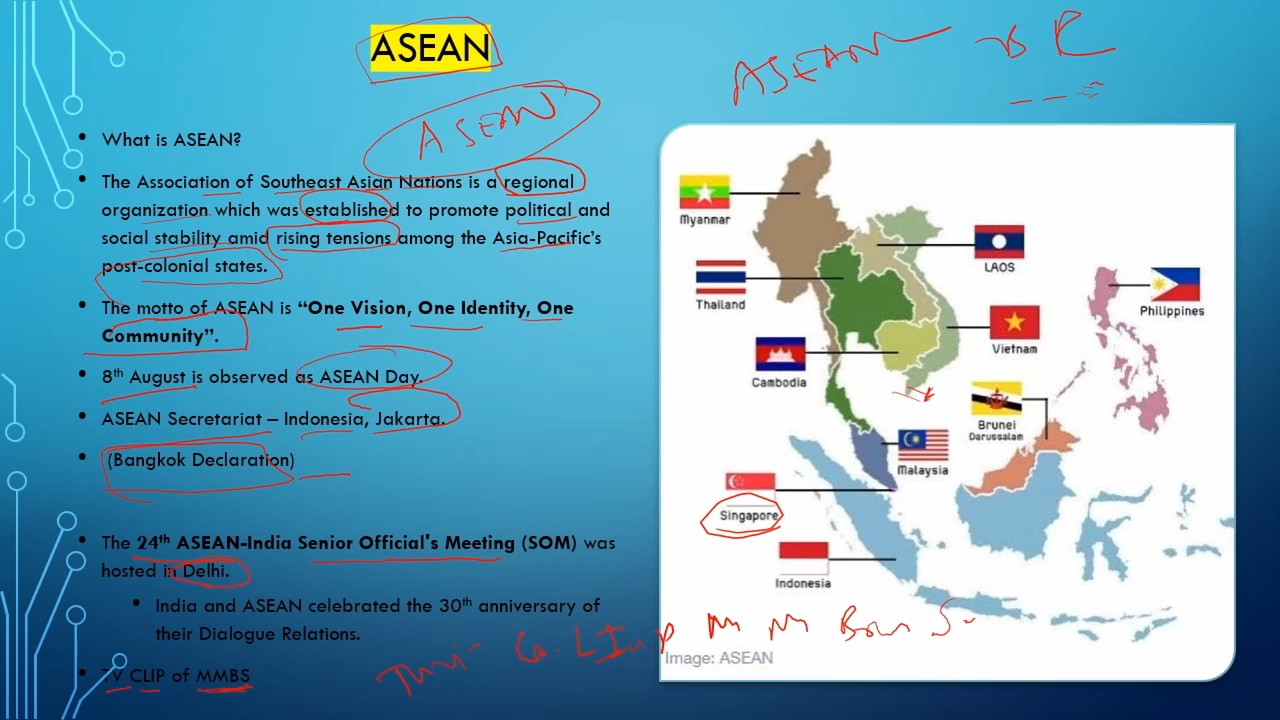 ASEAN
ASEAN vs
ASEAN
• What is ASEAN?
• The Association of Southeast Asian Nations is a regional
organization which was established to promote political and
social stability amid rising tensions among the Asia-Pacific's
post-colonial states.
• The motto of ASEAN is “One Vision, One Identity, One
Community”.
• 8th August is observed as ASEAN Day.
• ASEAN Secretariat – Indonesia, Jakarta.
• (Bangkok Declaration)
• The 24th ASEAN-India Senior Official's Meeting (SOM) was
hosted in Delhi.
• India and ASEAN celebrated the 30th anniversary of
their Dialogue Relations.
• TV CLIP of MMBS
Myanmar
LAOS
Thailand
Philippines
Vietnam
Cambodia
Brunei
Darussalam
Malaysia
Singapore
Indonesia
Image: ASEAN